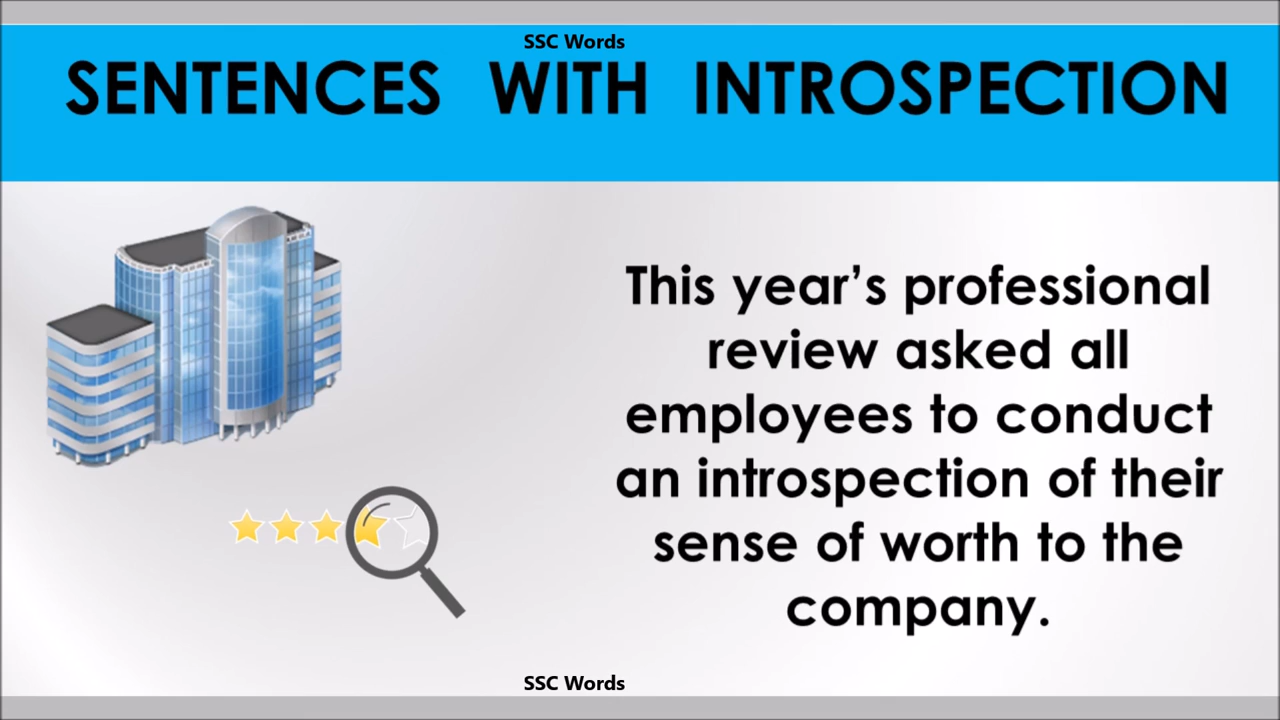 SSC Words
SENTENCES WITH INTROSPECTION
This year’s professional
review asked all
employees to conduct
an introspection of their
sense of worth to the
company.
SSC Words